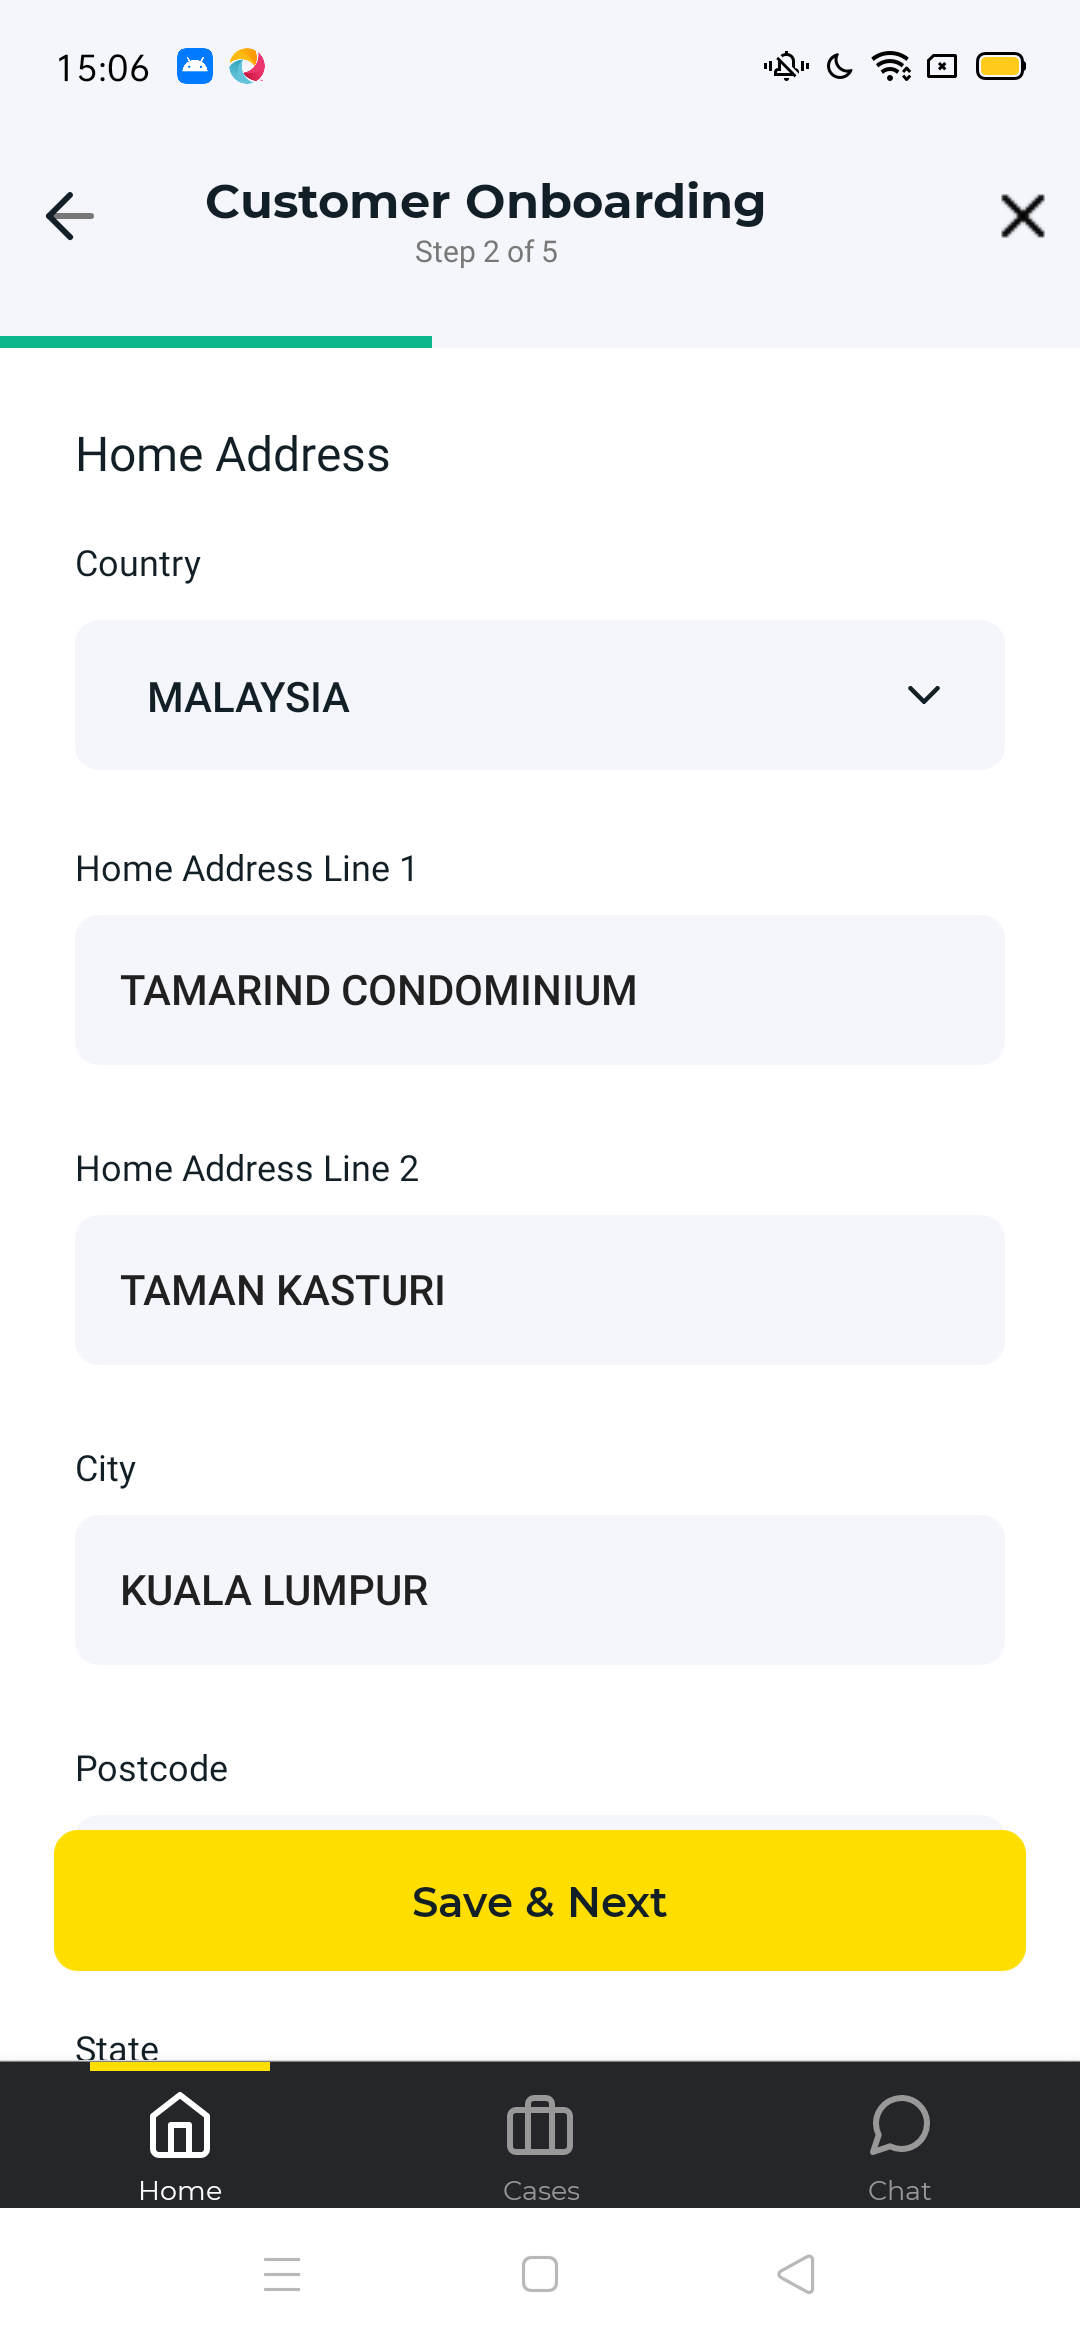 15:06
Customer Onboarding
Step 2 of 5
Home Address
Country
MALAYSIA
Home Address Line 1
TAMARIND CONDOMINIUM
Home Address Line 2
TAMAN KASTURI
City
KUALA LUMPUR
Postcode
Save & Next
State
Home
Cases
Chat